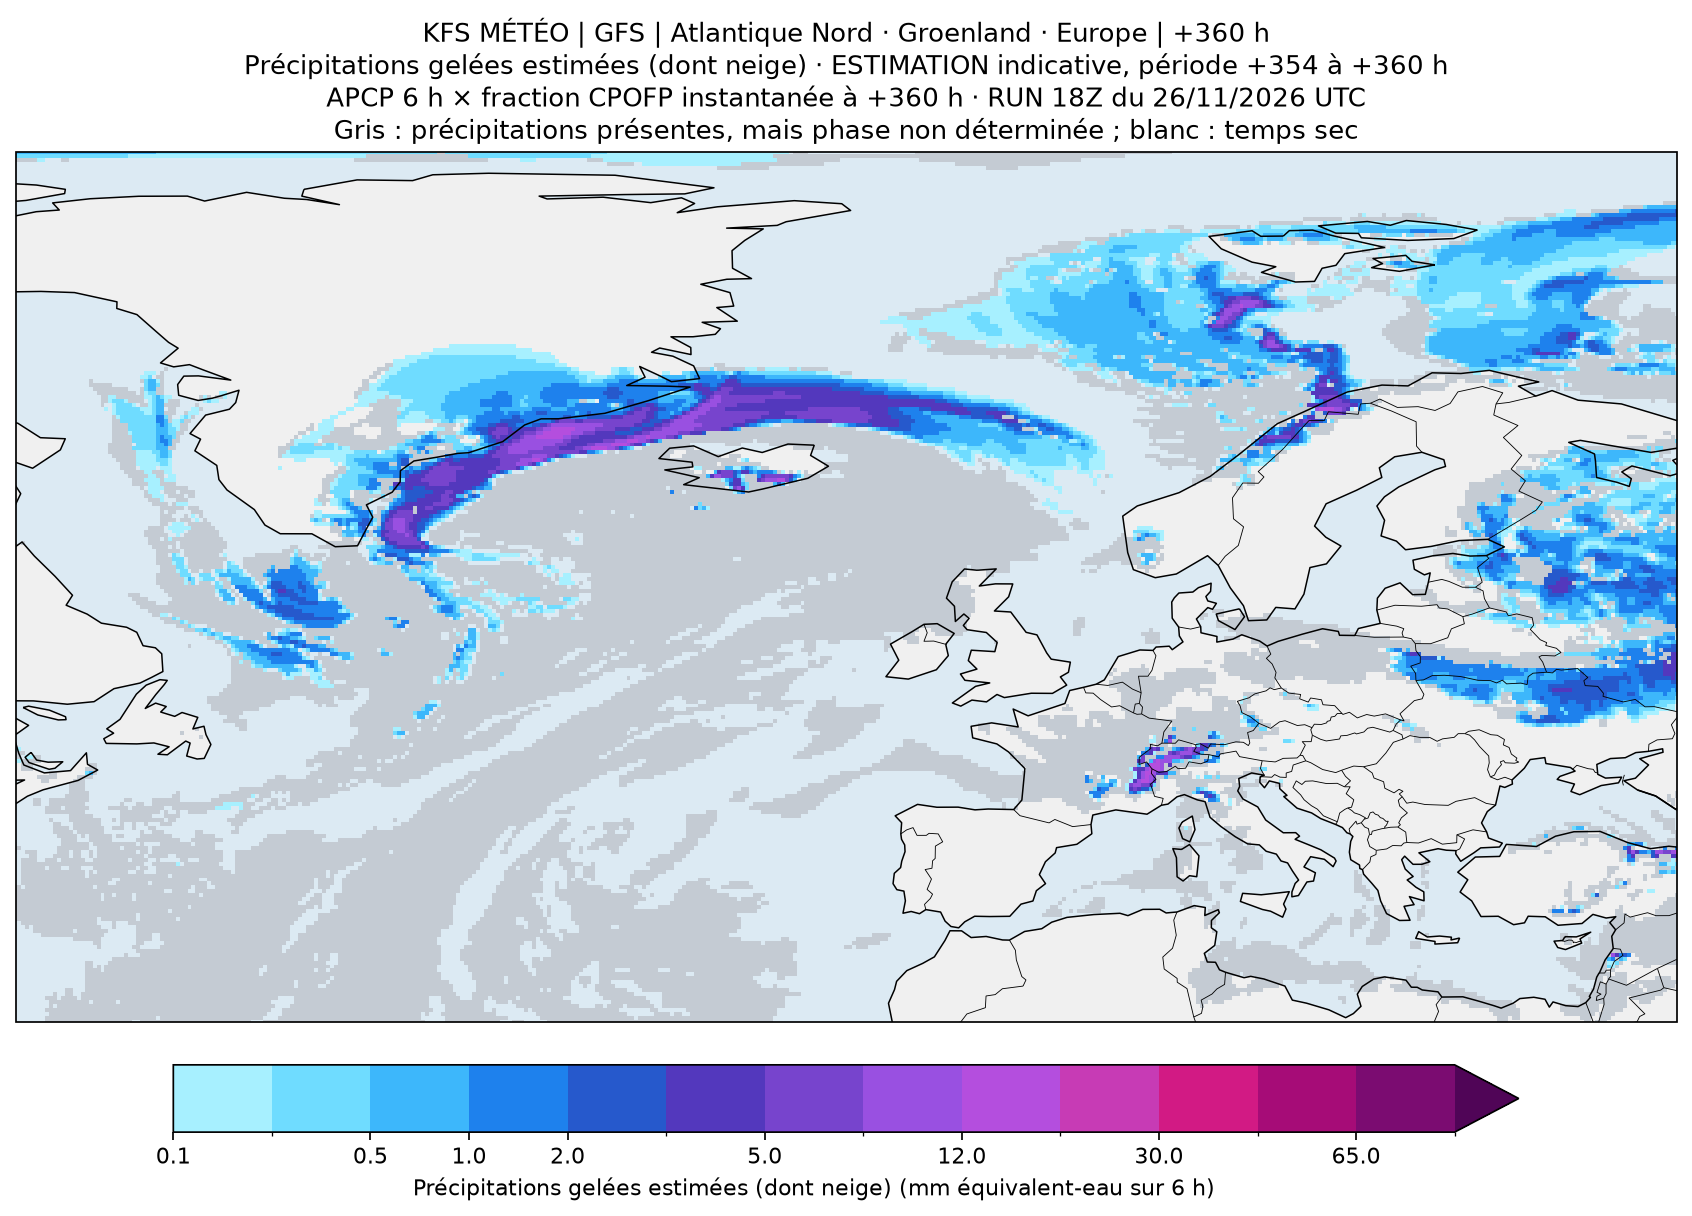 KFS MÉTÉO | GFS | Atlantique Nord · Groenland · Europe | +360 h
Précipitations gelées estimées (dont neige) · ESTIMATION indicative, période +354 à +360 h
APCP 6 h × fraction CPOFP instantanée à +360 h · RUN 18Z du 26/11/2026 UTC
Gris : précipitations présentes, mais phase non déterminée ; blanc : temps sec
0.1 0.5 1.0 2.0 5.0 12.0 30.0 65.0
Précipitations gelées estimées (dont neige) (mm équivalent-eau sur 6 h)